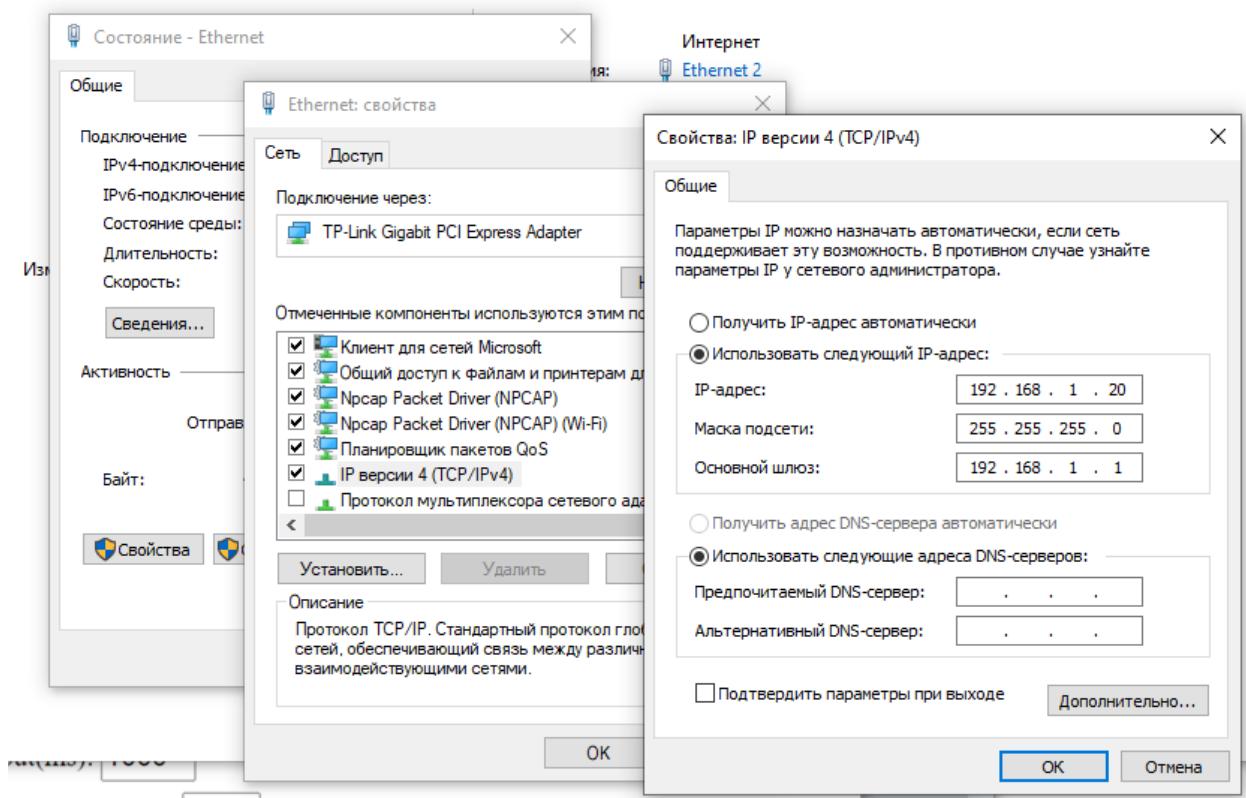 Состояние - Ethernet
Общие
Подключение
IPv4-подключение
IPv6-подключение
Состояние среды:
Длительность:
Скорость:
Сведения...
Активность
Байт:
Свойства
Интернет
Ethernet 2
Ethernet: свойства
Сеть
Доступ
Подключение через:
TP-Link Gigabit PCI Express Adapter
Отмеченные компоненты используются этим
Клиент для сетей Microsoft
Общий доступ к файлам и принтерам
Npcap Packet Driver (NPCAP)
Npcap Packet Driver (NPCAP) (Wi-Fi)
Планировщик пакетов QoS
IP версии 4 (TCP/IPv4)
Протокол мультиплексора сетевого
Установить...
Удалить
Описание
Протокол TCP/IP. Стандартный протокол
сетей, обеспечивающий связь между
взаимодействующими сетями.
ОК
Свойства: IP версии 4 (TCP/IPv4)
Общие
Параметры IP можно назначать автоматически, если сеть
поддерживает эту возможность. В противном случае узнайте
параметры IP у сетевого администратора.
Получить IP-адрес автоматически
Использовать следующий IP-адрес:
IP-адрес: 192 . 168 . 1 . 20
Маска подсети: 255 . 255 . 255 . 0
Основной шлюз: 192 . 168 . 1 . 1
Получить адрес DNS-сервера автоматически
Использовать следующие адреса DNS-серверов:
Предпочитаемый DNS-сервер: . . .
Альтернативный DNS-сервер: . . .
Подтвердить параметры при выходе
Дополнительно...
ОК
Отмена